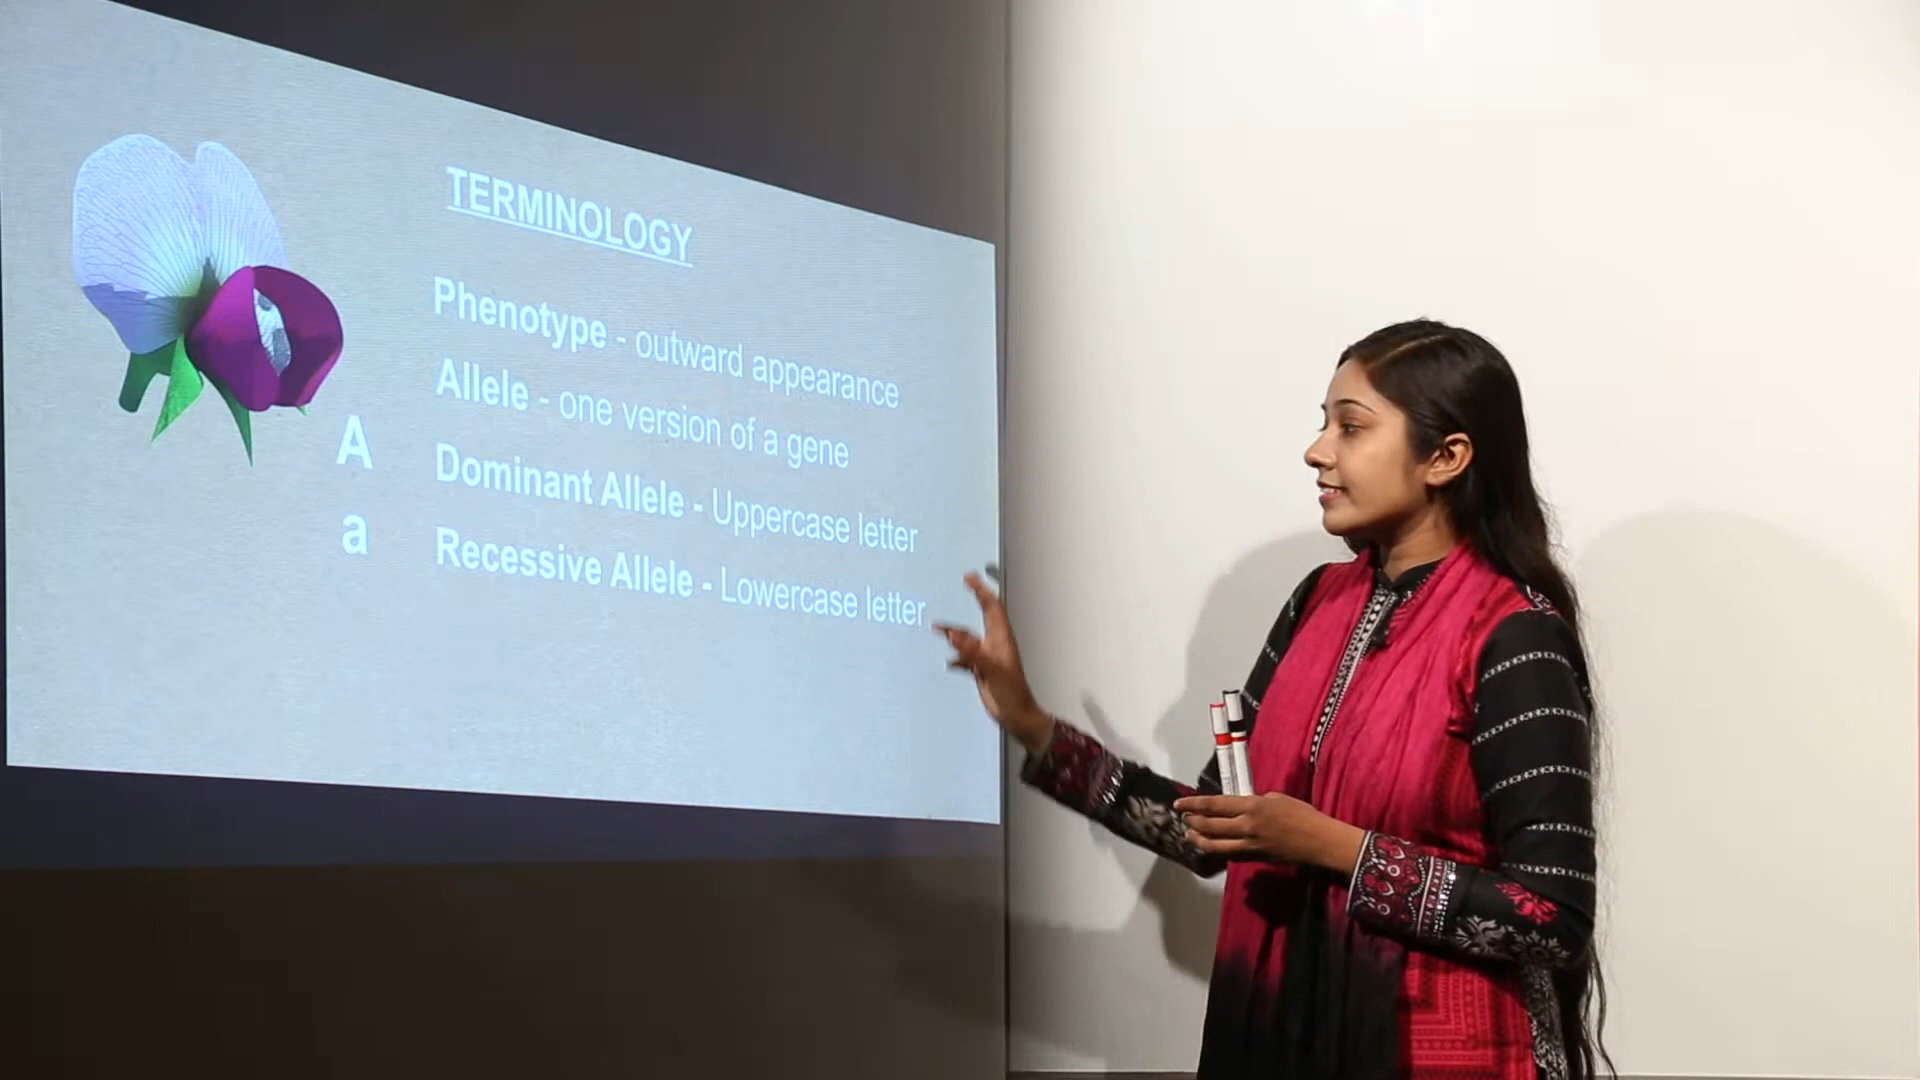 TERMINOLOGY
Phenotype - outward appearance
Allele - one version of a gene
A Dominant Allele - Uppercase letter
a Recessive Allele - Lowercase letter